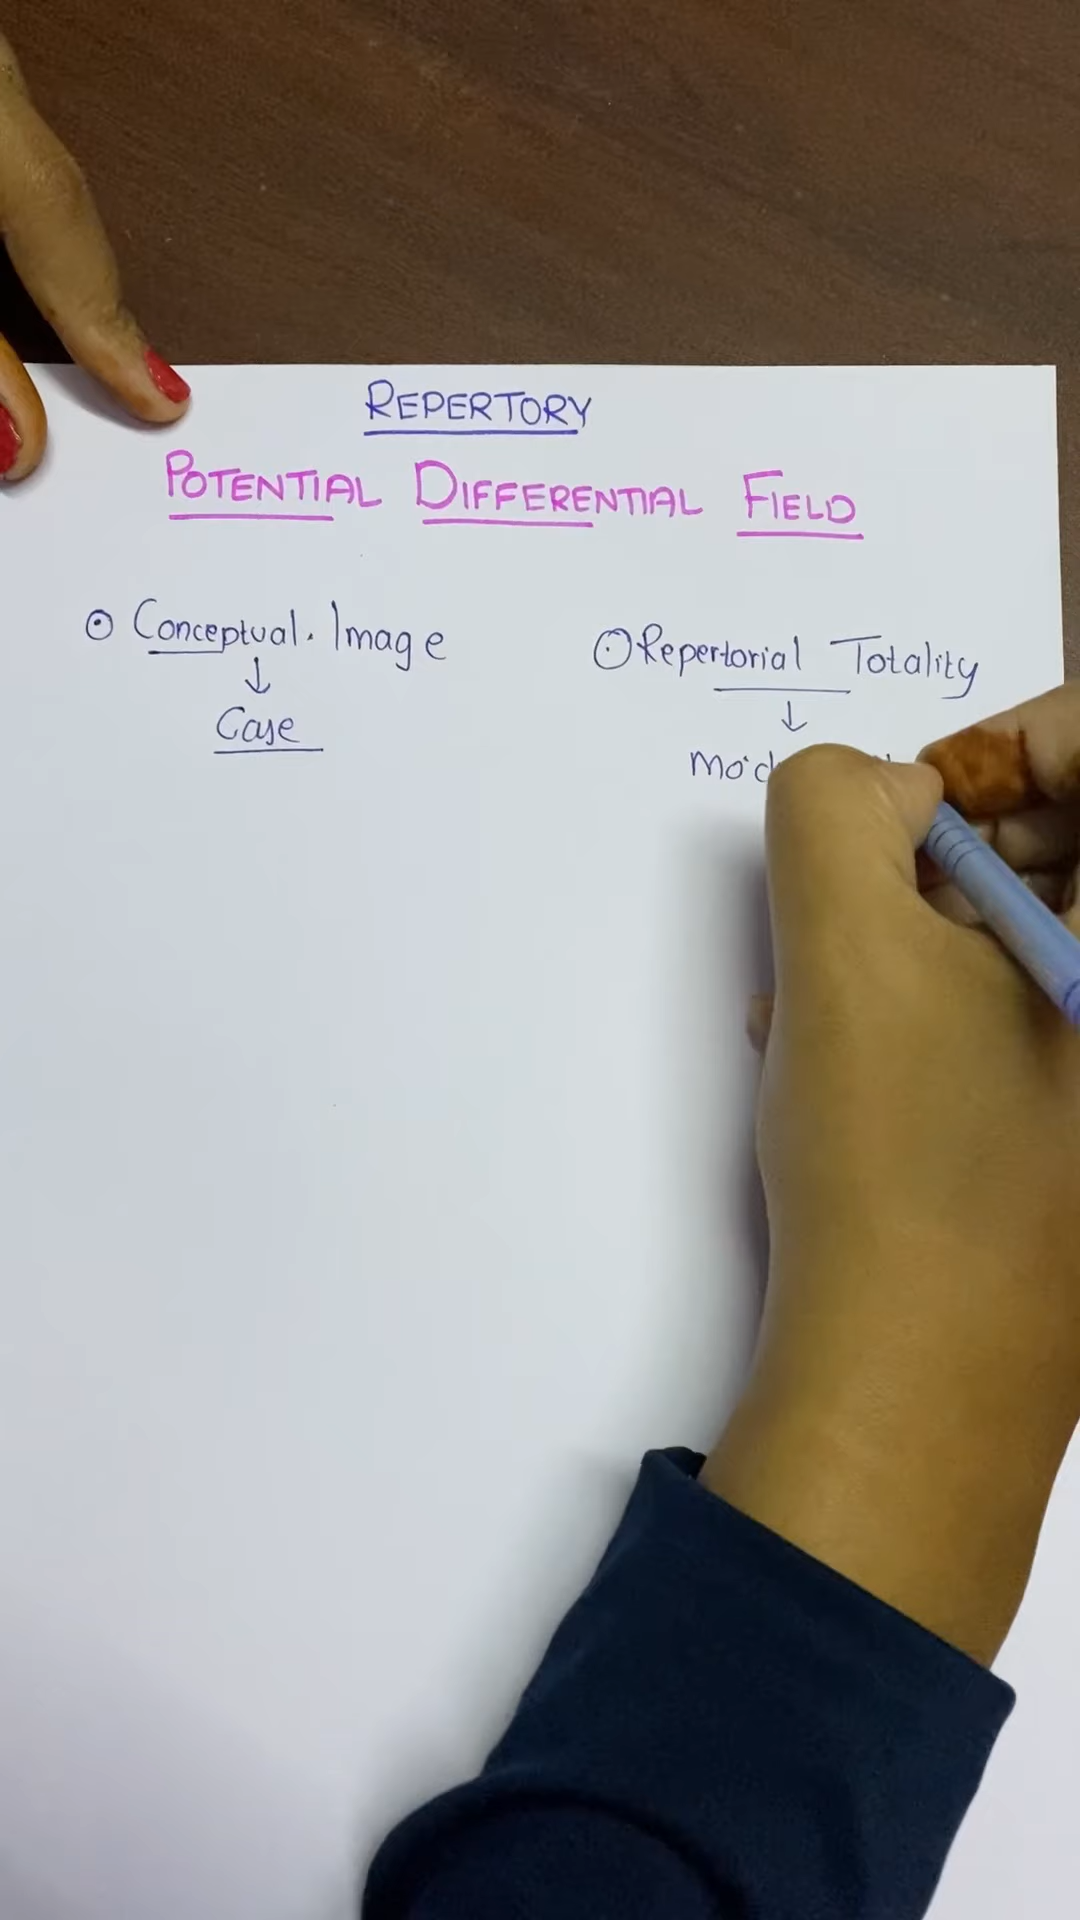 REPERTORY
POTENTIAL DIFFERENTIAL FIELD
Conceptual. Image
↓
Case
Repertorial Totality
↓